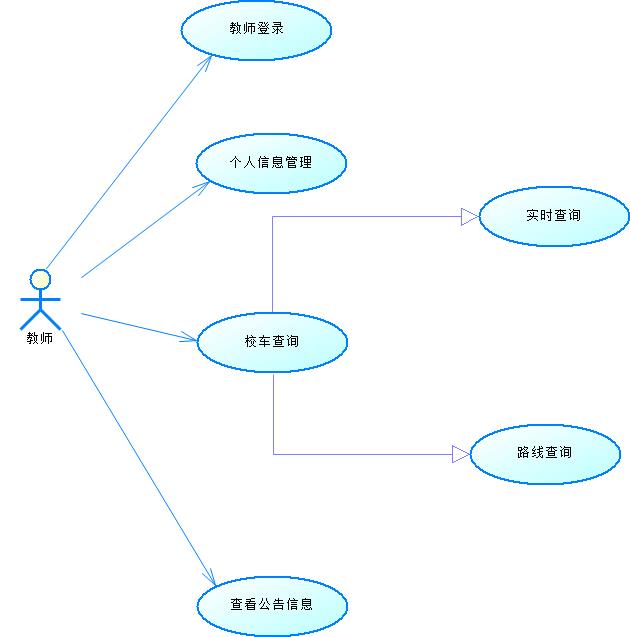 教师登录
个人信息管理
实时查询
教师
校车查询
路线查询
查看公告信息